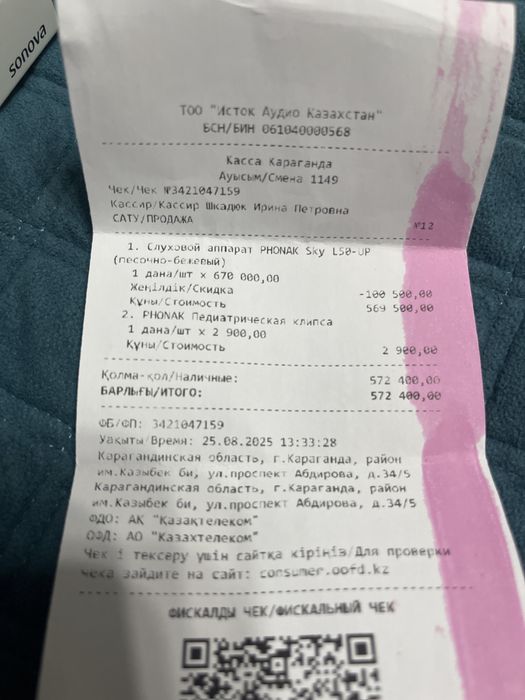 sonova
ТОО "Исток Аудио Казахстан"
БСН/БИН 061040000568
Касса Караганда
Ауысым/Смена 1149
Чек/Чек №3421047159
Кассир/Кассир Шкадюк Ирина Петровна
САТУ/ПРОДАЖА №12
1. Слуховой аппарат PHONAK Sky L50-UP
(песочно-бежевый)
1 дана/шт x 670 000,00
Жеңілдік/Скидка -100 500,00
Құны/Стоимость 569 500,00
2. PHONAK Педиатрическая клипса
1 дана/шт x 2 900,00
Құны/Стоимость 2 900,00
Қолма-қол/Наличные: 572 400,00
БАРЛЫҒЫ/ИТОГО: 572 400,00
ФБ/ФП: 3421047159
Уақыты/Время: 25.08.2025 13:33:28
Карагандинская область, г.Караганда, район
им.Казыбек би, ул.проспект Абдирова, д.34/5
Карагандинская область, г.Караганда, район
им.Казыбек би, ул.проспект Абдирова, д.34/5
ФДО: АҚ "Қазақтелеком"
ОФД: АО "Казахтелеком"
Чек і тексеру үшін сайтқа кіріңіз/Для проверки
чека зайдите на сайт: consumer.oofd.kz
ФИСКАЛДЫ ЧЕК/ФИСКАЛЬНЫЙ ЧЕК